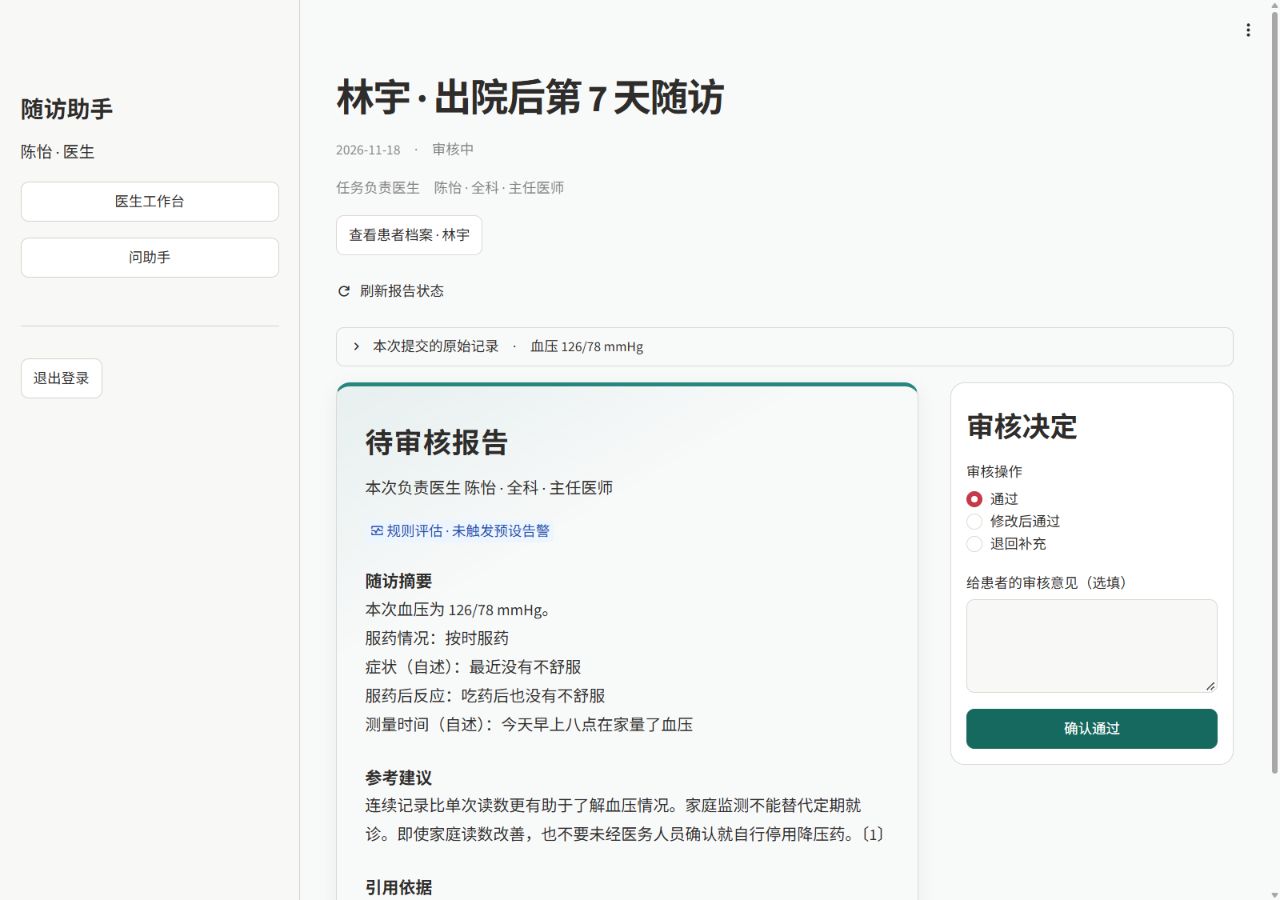 随访助手
陈怡 · 医生
医生工作台
问助手
退出登录
林宇 · 出院后第 7 天随访
2026-11-18 · 审核中
任务负责医生 陈怡 · 全科 · 主任医师
查看患者档案 · 林宇
刷新报告状态
本次提交的原始记录 · 血压 126/78 mmHg
待审核报告
本次负责医生 陈怡 · 全科 · 主任医师
规则评估 · 未触发预设告警
随访摘要
本次血压为 126/78 mmHg。
服药情况：按时服药
症状（自述）：最近没有不舒服
服药后反应：吃药后也没有不舒服
测量时间（自述）：今天早上八点在家量了血压
参考建议
连续记录比单次读数更有助于了解血压情况。家庭监测不能替代定期就
诊。即使家庭读数改善，也不要未经医务人员确认就自行停用降压药。〔1〕
引用依据
审核决定
审核操作
通过
修改后通过
退回补充
给患者的审核意见（选填）
确认通过